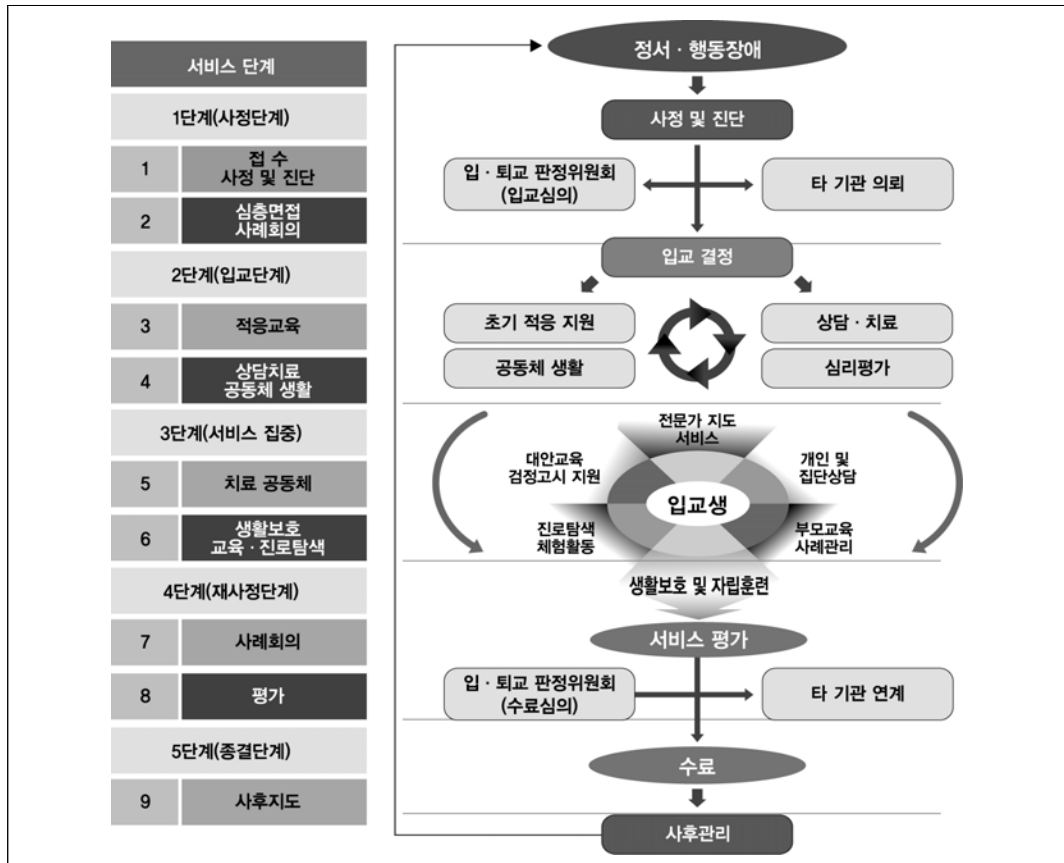 서비스 단계
1단계(사정단계)
1
접 수
사정 및 진단
2
심층면접
사례회의
2단계(입교단계)
3
적응교육
4
상담치료
공동체 생활
3단계(서비스 집중)
5
치료 공동체
6
생활보호
교육 · 진로탐색
4단계(재사정단계)
7
사례회의
8
평가
5단계(종결단계)
9
사후지도
정서 · 행동장애
사정 및 진단
입 · 퇴교 판정위원회
(입교심의)
타 기관 의뢰
입교 결정
초기 적응 지원
상담 · 치료
공동체 생활
심리평가
전문가 지도
서비스
대안교육
검정고시 지원
개인 및
집단상담
입교생
진로탐색
체험활동
부모교육
사례관리
생활보호 및 자립훈련
서비스 평가
입 · 퇴교 판정위원회
(수료심의)
타 기관 연계
수료
사후관리